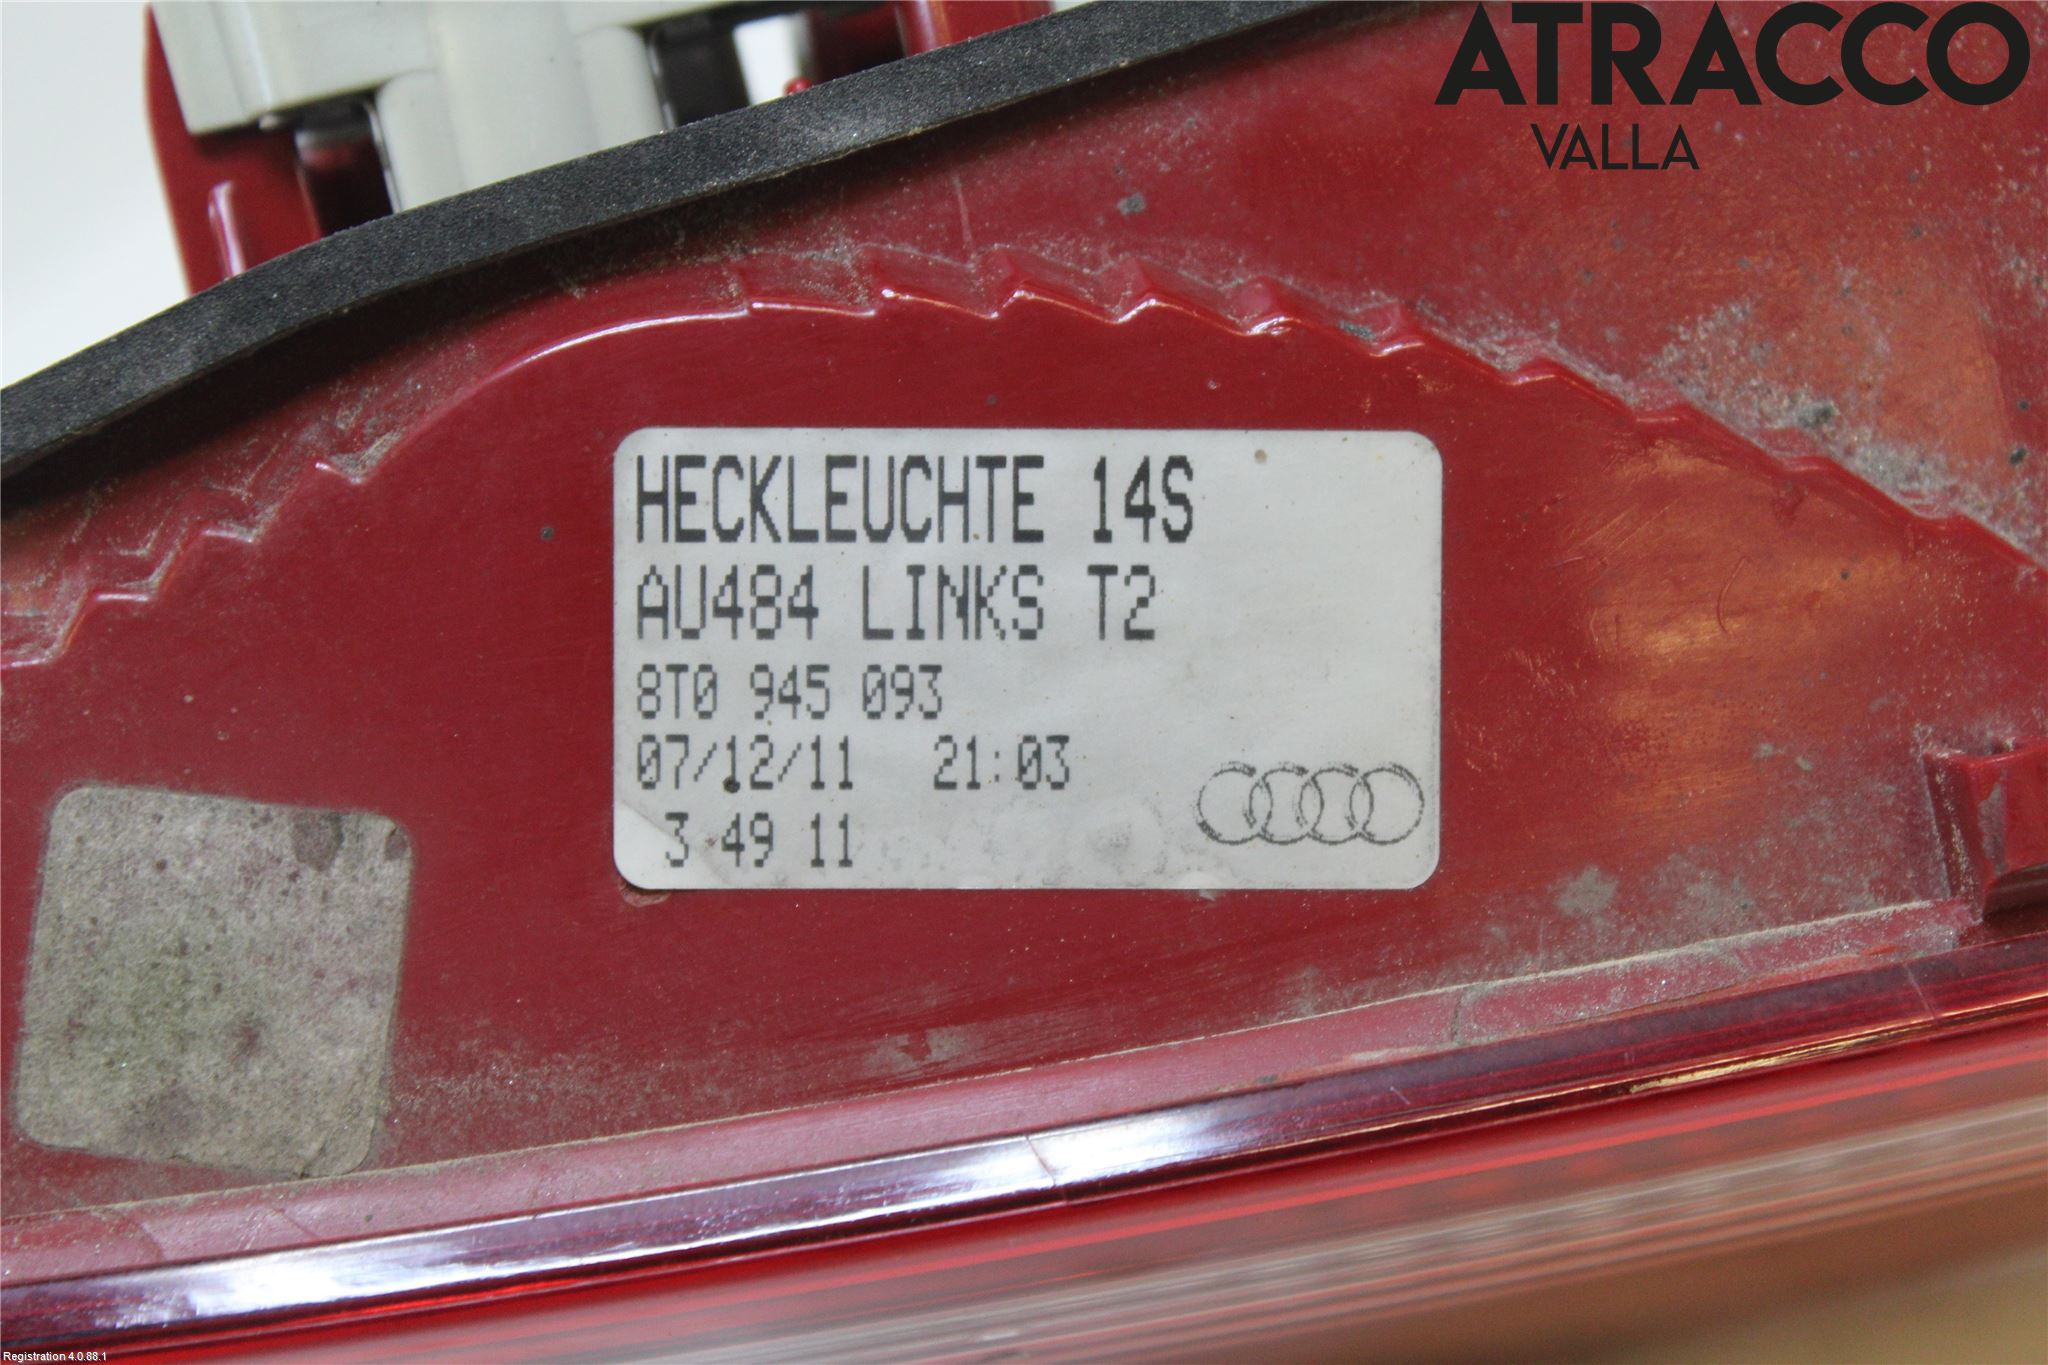 ATRACCO
VALLA
HECKLEUCHTE 14S
AU484 LINKS T2
8T0 945 093
07/12/11 21:03
3 49 11
Registration 4.0.88.1